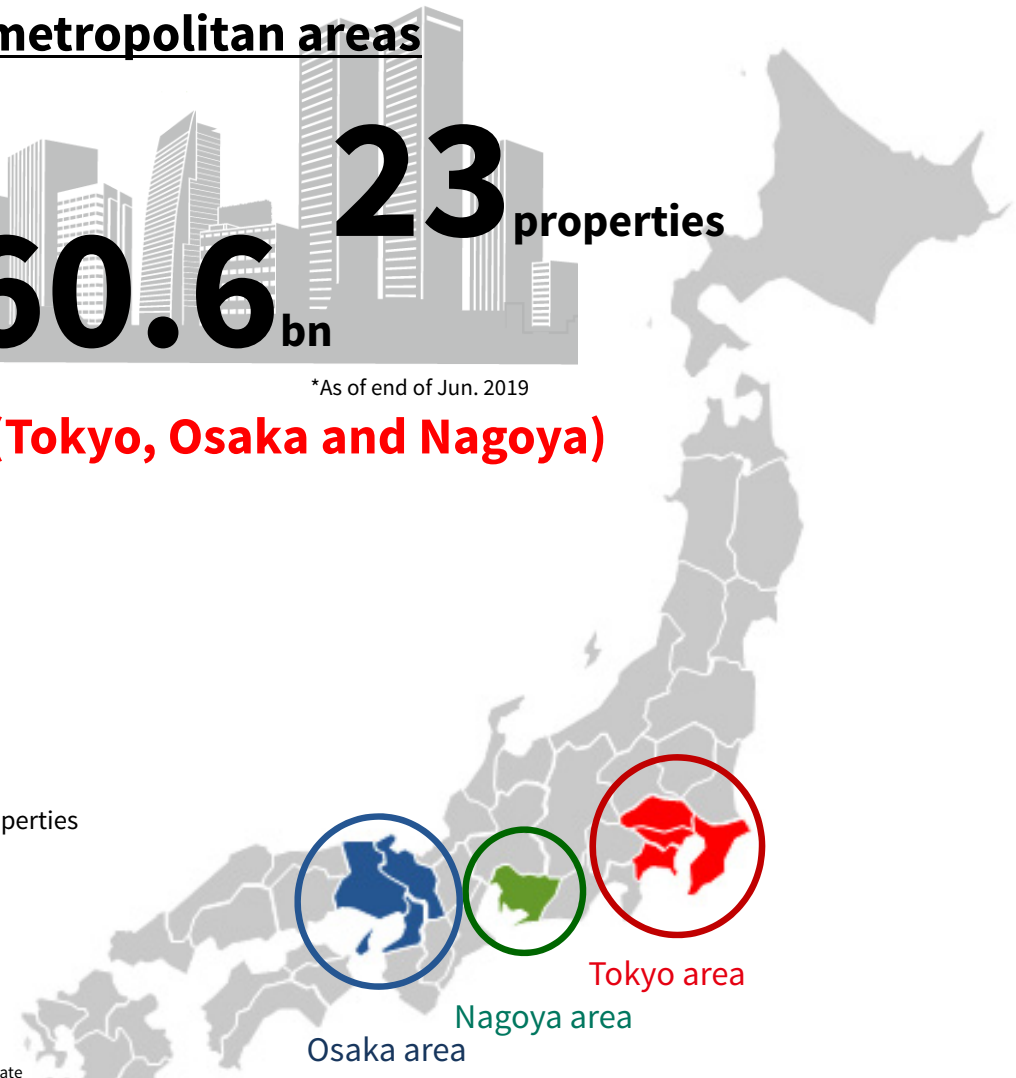 metropolitan areas
23 properties
60.6 bn
*As of end of Jun. 2019
(Tokyo, Osaka and Nagoya)
perties
Tokyo area
Nagoya area
Osaka area
ate